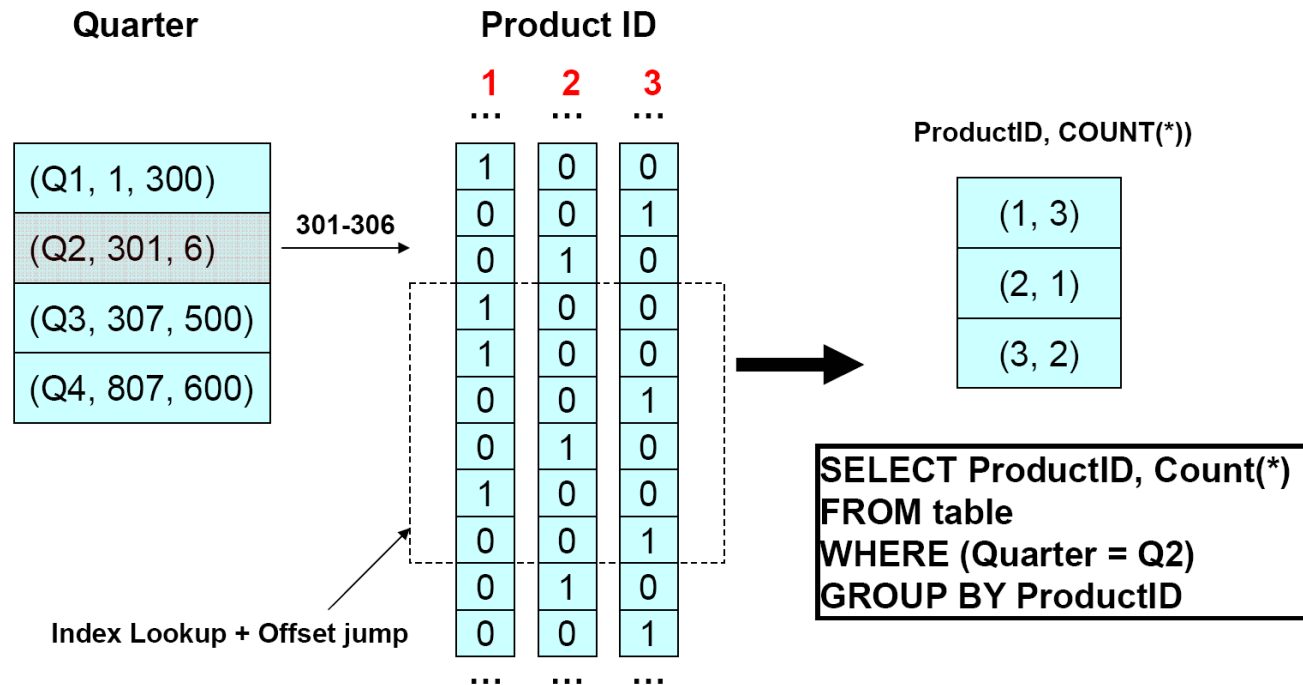 Quarter
Product ID
1 2 3
... ... ...
ProductID, COUNT(*))
(Q1, 1, 300)
(Q2, 301, 6)
(Q3, 307, 500)
(Q4, 807, 600)
301-306
1 0 0
0 0 1
0 1 0
1 0 0
1 0 0
0 0 1
0 1 0
1 0 0
0 0 1
0 1 0
0 0 1
... ... ...
Index Lookup + Offset jump
(1, 3)
(2, 1)
(3, 2)
SELECT ProductID, Count(*)
FROM table
WHERE (Quarter = Q2)
GROUP BY ProductID